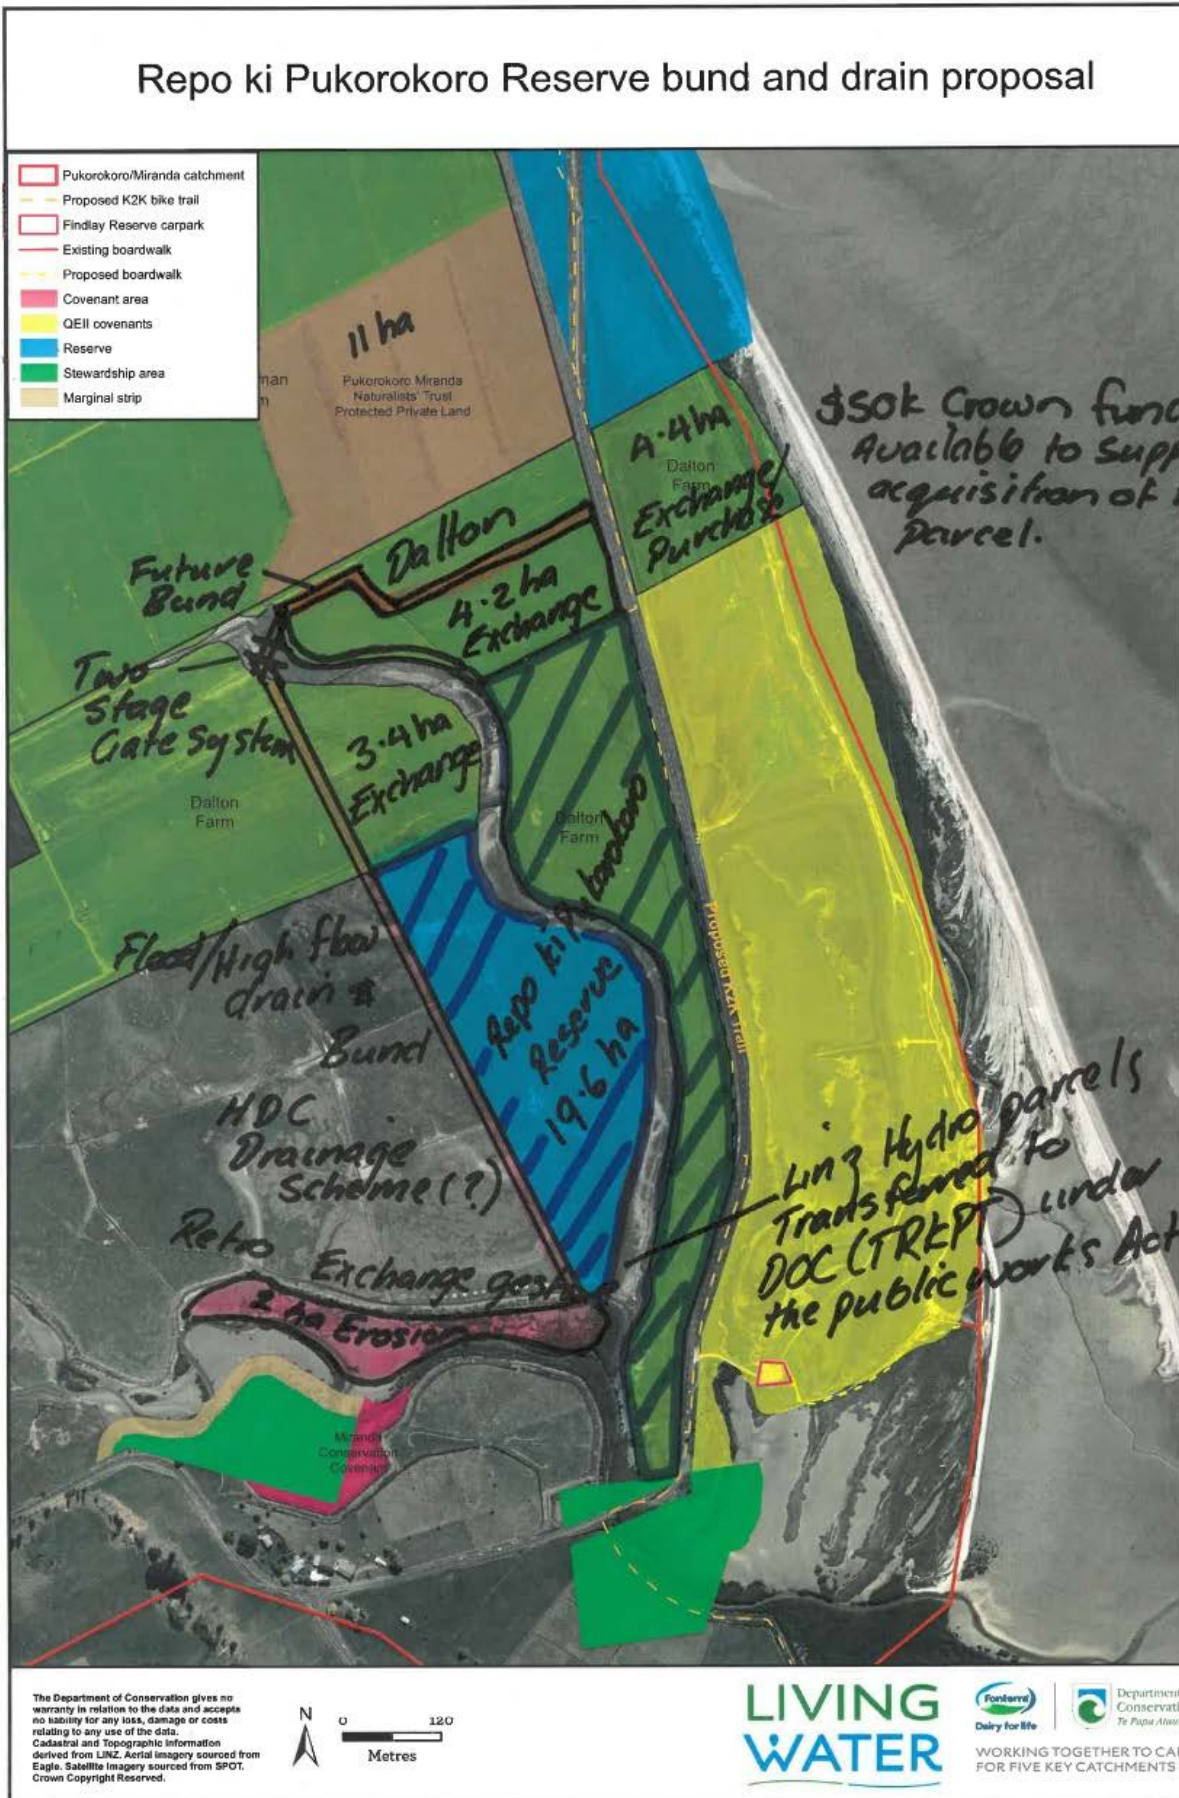 Repo ki Pukorokoro Reserve bund and drain proposal
Pukorokoro/Miranda catchment
Proposed K2K bike trail
Findlay Reserve carpark
Existing boardwalk
Proposed boardwalk
Covenant area
QEII covenants
Reserve
Stewardship area
Marginal strip
11 ha
Pukorokoro Miranda
Naturalists' Trust
Protected Private Land
$50k Crown fund
Available to supp
acquisition of
parcel.
4.4ha
Dalton
Farm
Exchange/
Purchase
Dalton
Future
Bund
4.2ha
Exchange
Two
Stage
Gate System
3.4ha
Exchange
Dalton
Farm
Dalton
Farm
Flood/High flow
drain &
Bund
Repo ki Pukorokoro
Reserve
19.6 ha
Proposed K2K Trail
HDC
Drainage
Scheme (?)
Linz Hydro parcels
Transferred to
DOC (TRKP) under
the public works Act
Retro
Exchange gesture
2 ha Erosion
Miranda
Conservation
Covenant
The Department of Conservation gives no
warranty in relation to the data and accepts
no liability for any loss, damage or costs
relating to any use of the data.
Cadastral and Topographic Information
derived from LINZ. Aerial imagery sourced from
Eagle. Satellite imagery sourced from SPOT.
Crown Copyright Reserved.
N
0 120
Metres
LIVING
WATER
Fonterra
Dairy for life
Department
Conservati
Te Papa Atawh
WORKING TOGETHER TO CA
FOR FIVE KEY CATCHMENTS